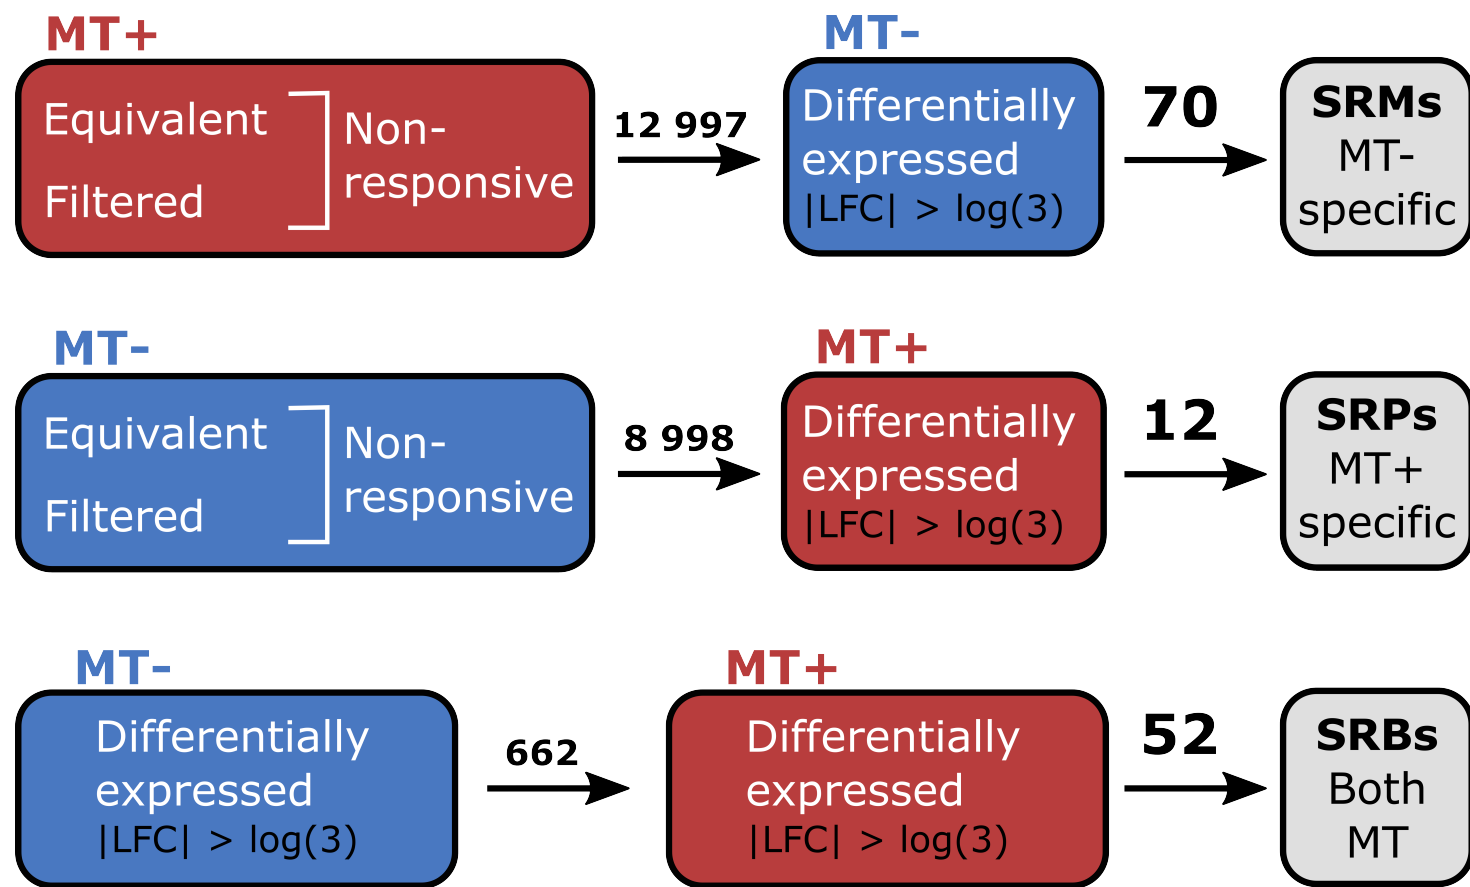 MT+
Equivalent
Filtered
Non-
responsive
12 997
MT-
Differentially
expressed
|LFC| > log(3)
70
SRMs
MT-
specific
MT-
Equivalent
Filtered
Non-
responsive
8 998
MT+
Differentially
expressed
|LFC| > log(3)
12
SRPs
MT+
specific
MT-
Differentially
expressed
|LFC| > log(3)
662
MT+
Differentially
expressed
|LFC| > log(3)
52
SRBs
Both
MT